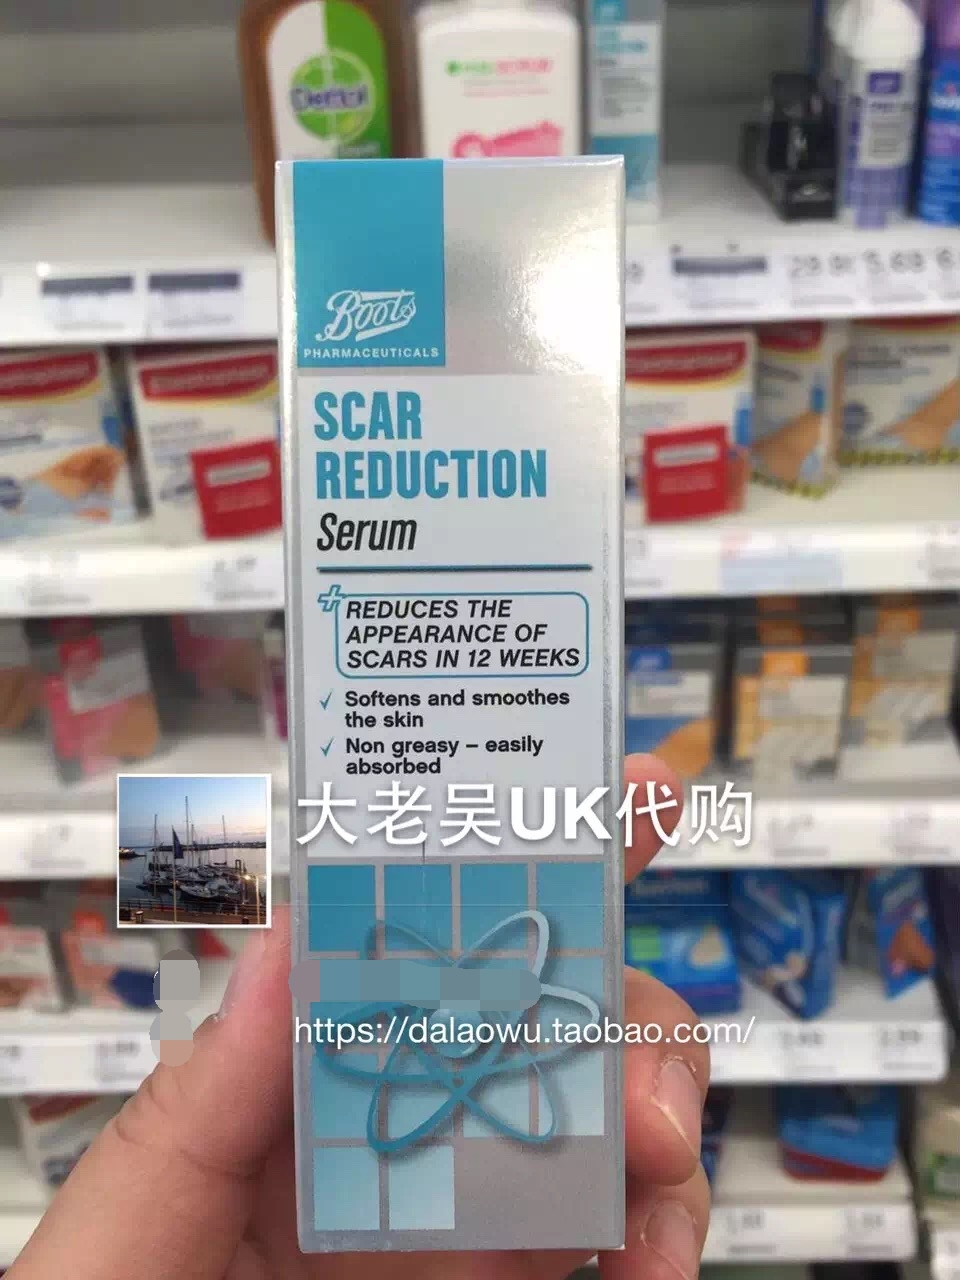 Dettol
Boots
PHARMACEUTICALS
SCAR
REDUCTION
Serum
REDUCES THE
APPEARANCE OF
SCARS IN 12 WEEKS
✓ Softens and smoothes
the skin
✓ Non greasy – easily
absorbed
大老吴UK代购
https://dalaowu.taobao.com/